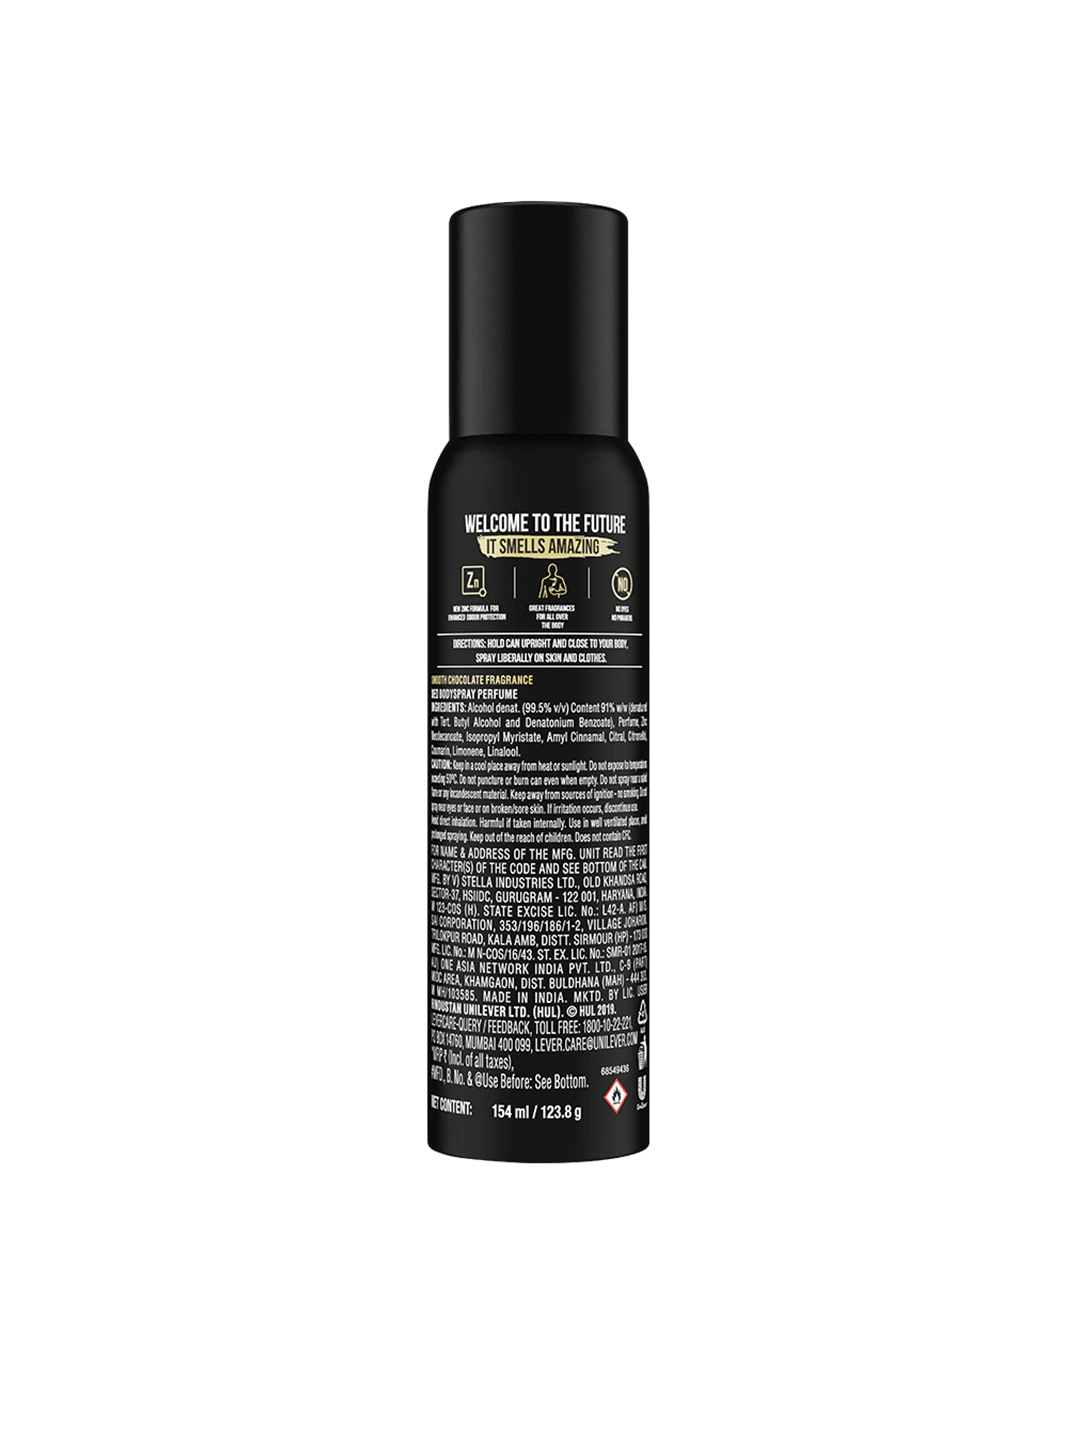 WELCOME TO THE FUTURE
IT SMELLS AMAZING
Zn
NO
NEW ZINC FORMULA FOR
ENHANCED ODOUR PROTECTION
GREAT FRAGRANCES
FOR ALL OVER
THE BODY
NO DYES
NO PARABENS
DIRECTIONS: HOLD CAN UPRIGHT AND CLOSE TO YOUR BODY,
SPRAY LIBERALLY ON SKIN AND CLOTHES.
SMOOTH CHOCOLATE FRAGRANCE
DEO BODYSPRAY PERFUME
INGREDIENTS: Alcohol denat. (99.5% v/v) Content 91% w/w (denatured
with Tert. Butyl Alcohol and Denatonium Benzoate), Perfume, Zinc
Neodecanoate, Isopropyl Myristate, Amyl Cinnamal, Citral, Citronellol,
Coumarin, Limonene, Linalool.
CAUTION: Keep in a cool place away from heat or sunlight. Do not expose to temperatures
exceeding 50°C. Do not puncture or burn can even when empty. Do not spray near a naked
flame or any incandescent material. Keep away from sources of ignition - no smoking. Do not
spray near eyes or face or on broken/sore skin. If irritation occurs, discontinue use.
Avoid direct inhalation. Harmful if taken internally. Use in well ventilated places, avoid
prolonged spraying. Keep out of the reach of children. Does not contain CFC.
FOR NAME & ADDRESS OF THE MFG. UNIT READ THE FIRST
CHARACTER(S) OF THE CODE AND SEE BOTTOM OF THE CAN.
MFG. BY V) STELLA INDUSTRIES LTD., OLD KHANDSA ROAD,
SECTOR-37, HSIIDC, GURUGRAM - 122 001, HARYANA, INDIA.
123-COS (H). STATE EXCISE LIC. No.: L42-A. AF)
SAI CORPORATION, 353/196/186/1-2, VILLAGE JOHARON,
TRILOKPUR ROAD, KALA AMB, DISTT. SIRMOUR (HP) - 173 030
MFG. LIC. No.: M N-COS/16/43. ST. EX. LIC. No.:
ONE ASIA NETWORK INDIA PVT. LTD., C-9 (PART)
MIDC AREA, KHAMGAON, DIST. BULDHANA (MAH) - 444 303.
MH/103585. MADE IN INDIA. MKTD. BY LIC. USER
HINDUSTAN UNILEVER LTD. (HUL). © HUL 2019.
LEVERCARE-QUERY / FEEDBACK, TOLL FREE: 1800-10-22-221,
PO BOX 14760, MUMBAI 400 099, LEVER.CARE@UNILEVER.COM
*MRP ₹ (Incl. of all taxes),
#MFD., B. No. & @Use Before: See Bottom.
68549436
NET CONTENT: 154 ml / 123.8 g
Unilever